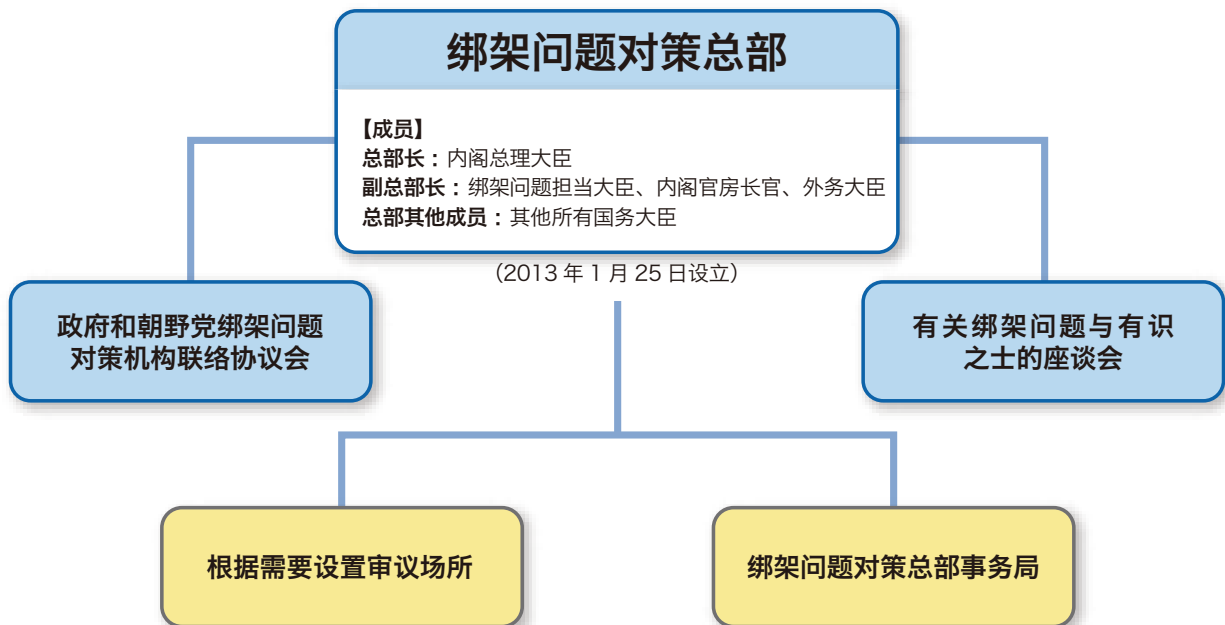 绑架问题对策总部
【成员】
总部长：内阁总理大臣
副总部长：绑架问题担当大臣、内阁官房长官、外务大臣
总部其他成员：其他所有国务大臣
（2013 年 1 月 25 日设立）
政府和朝野党绑架问题
对策机构联络协议会
有关绑架问题与有识
之士的座谈会
根据需要设置审议场所
绑架问题对策总部事务局